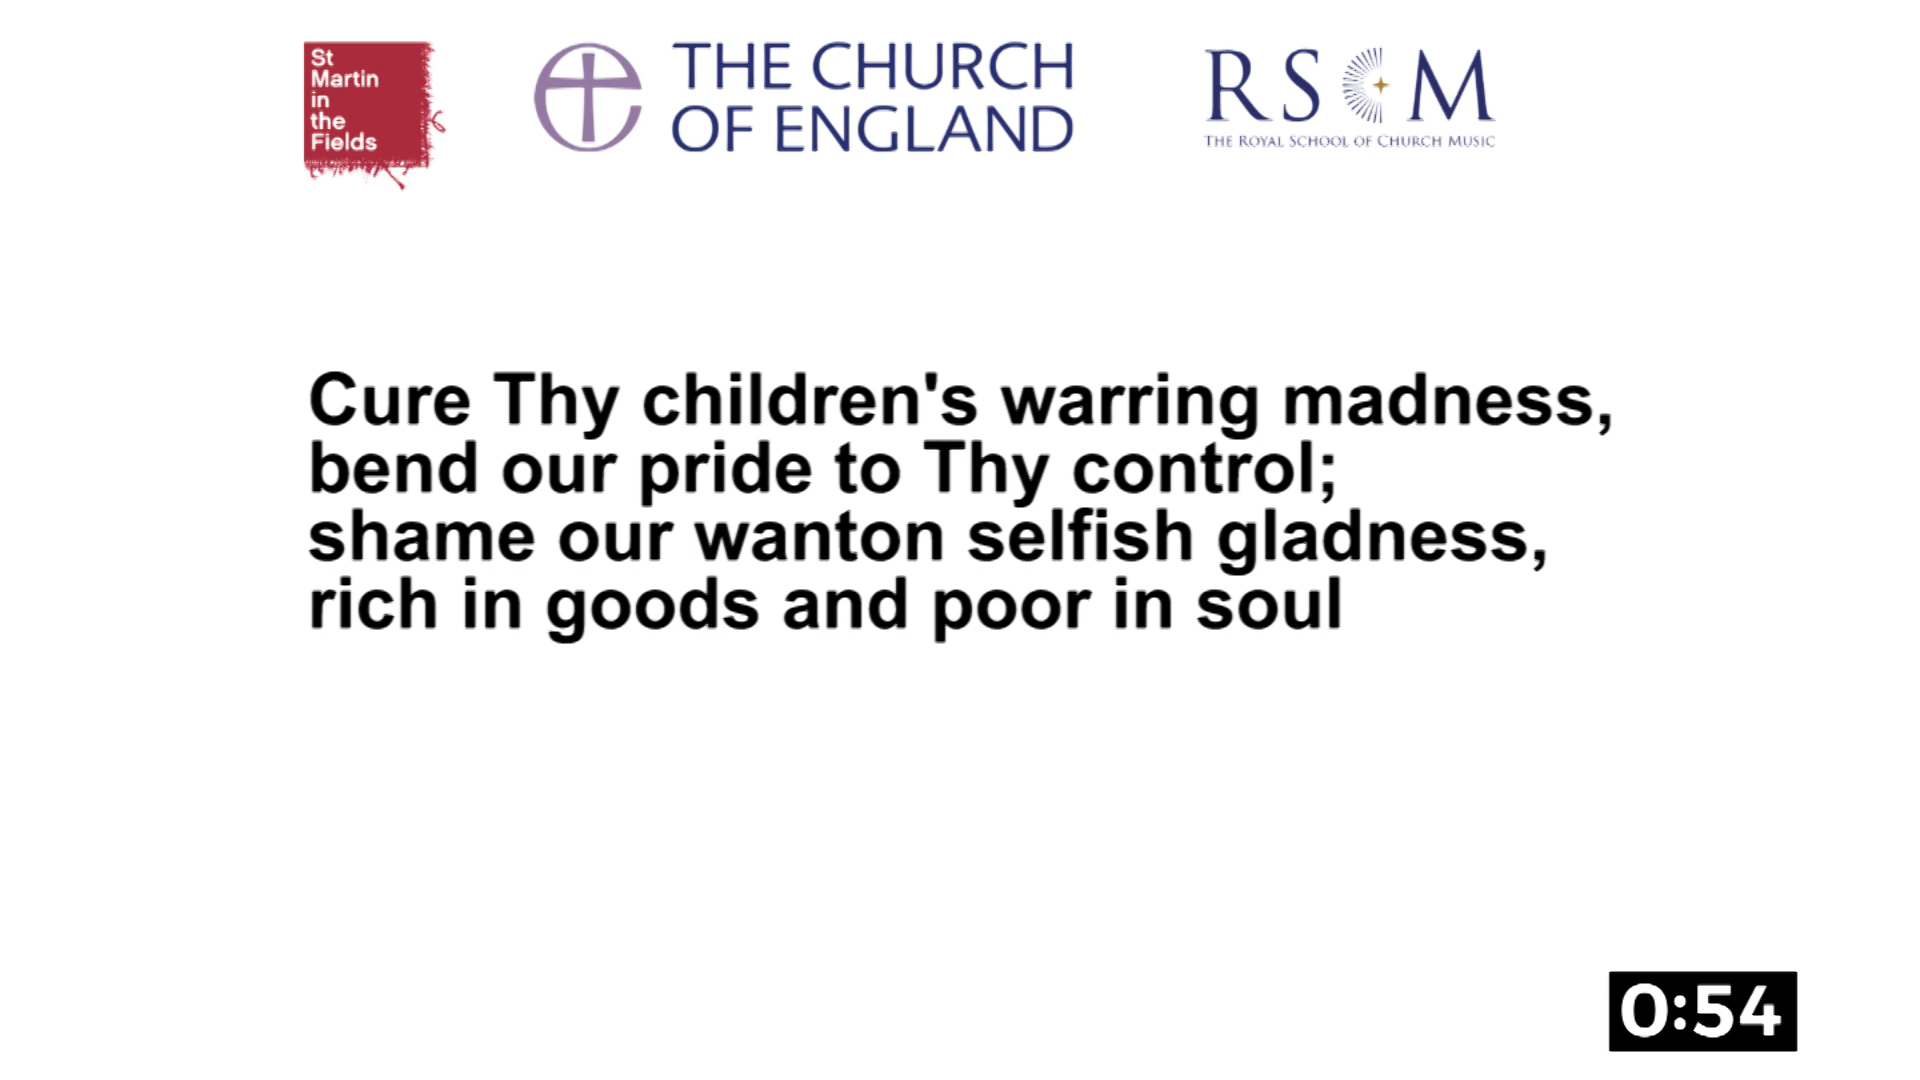 St
Martin
in
the
Fields
THE CHURCH
OF ENGLAND
RSCM
THE ROYAL SCHOOL OF CHURCH MUSIC
Cure Thy children's warring madness,
bend our pride to Thy control;
shame our wanton selfish gladness,
rich in goods and poor in soul
0:54